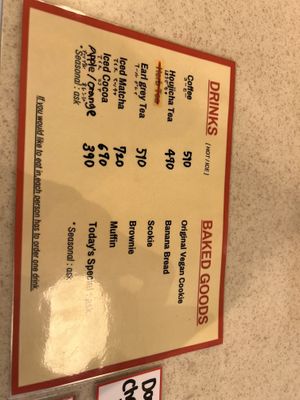 DRINKS
( HOT / ICE )
Coffee 510
Houjicha Tea 490
Earl grey Tea 510
Iced Matcha 720
Iced Cocoa 690
Apple / Orange 390
* Seasonal : ask
BAKED GOODS
Original Vegan Cookie
Banana Bread
Scokie
Brownie
Muffin
Today's Special
* Seasonal : ask
If you would like to eat in each person has to order one drink.